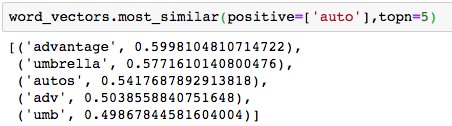 word_vectors.most_similar(positive=['auto'],topn=5)
[('advantage', 0.5998104810714722),
('umbrella', 0.5771610140800476),
('autos', 0.5417687892913818),
('adv', 0.5038558840751648),
('umb', 0.49867844581604004)]